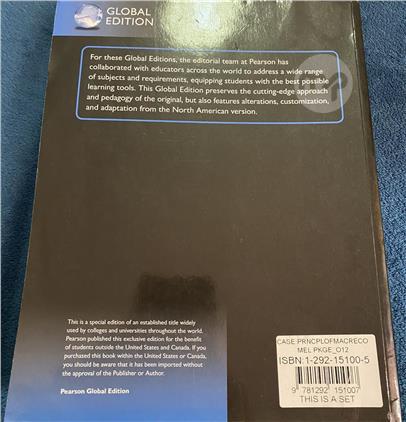 GLOBAL
EDITION
For these Global Editions, the editorial team at Pearson has
collaborated with educators across the world to address a wide range
of subjects and requirements, equipping students with the best possible
learning tools. This Global Edition preserves the cutting-edge approach
and pedagogy of the original, but also features alterations, customization,
and adaptation from the North American version.
This is a special edition of an established title widely
used by colleges and universities throughout the world.
Pearson published this exclusive edition for the benefit
of students outside the United States and Canada. If you
purchased this book within the United States or Canada,
you should be aware that it has been imported without
the approval of the Publisher or Author.
Pearson Global Edition
CASE PRNCPLOFMACRECO
MEL PKGE_O12
ISBN:1-292-15100-5
9 781292 151007
THIS IS A SET